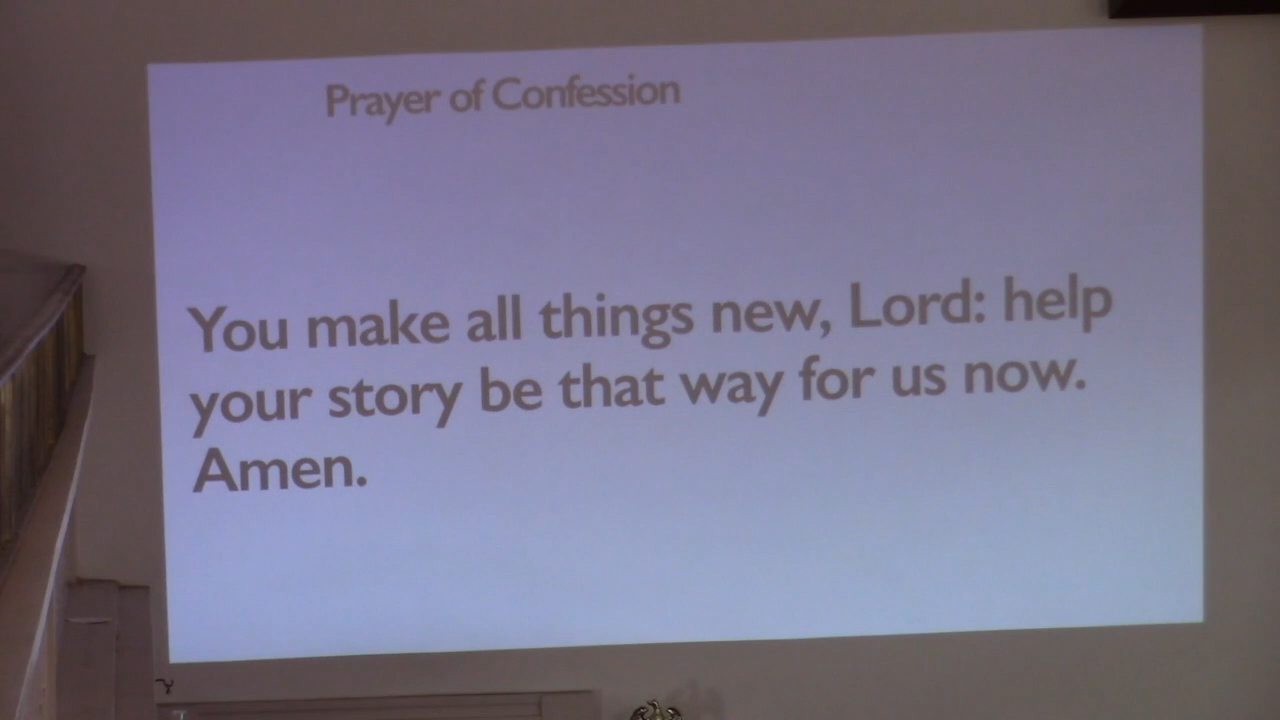 Prayer of Confession
You make all things new, Lord: help
your story be that way for us now.
Amen.